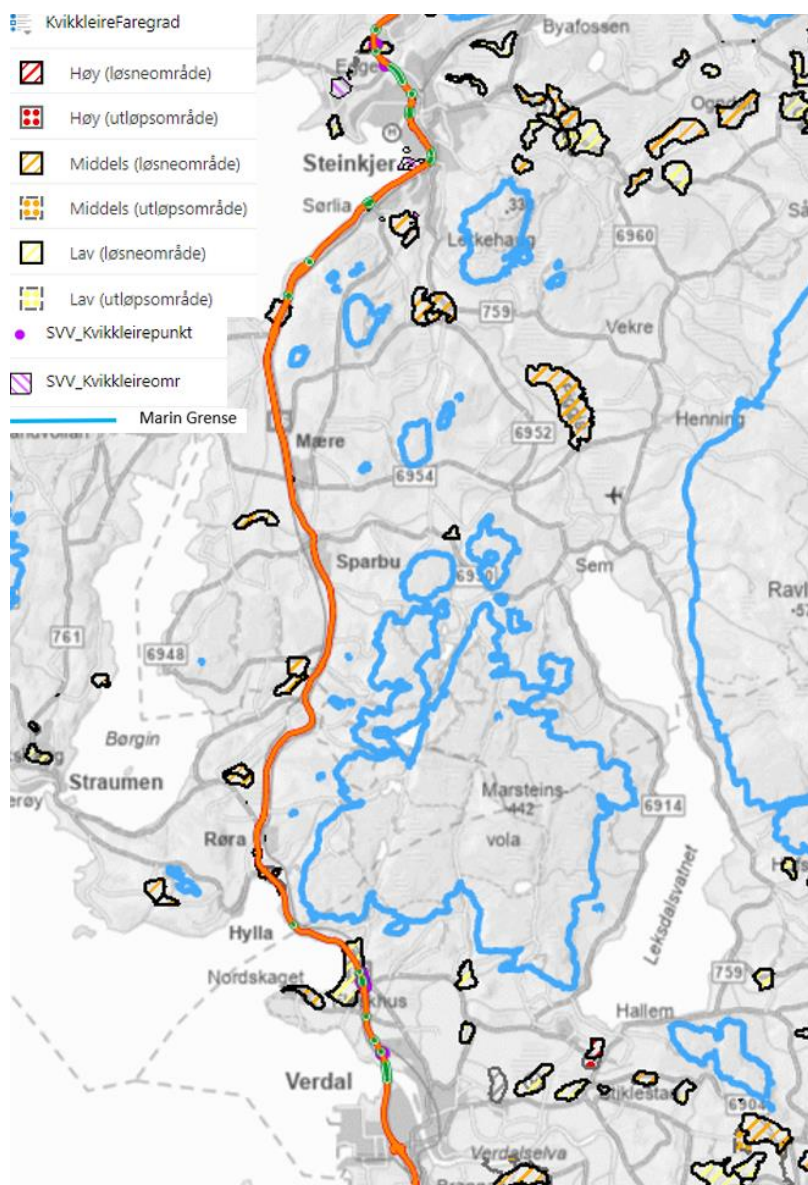 KvikkleireFaregrad
Høy (løsneområde)
Høy (utløpsområde)
Middels (løsneområde)
Middels (utløpsområde)
Lav (løsneområde)
Lav (utløpsområde)
SVV_Kvikkleirepunkt
SVV_Kvikkleireomr
Marin Grense
Byafossen
H
Steinkjer
Sørlia
33
6960
759
Vekre
Henning
6952
Mære
6954
Sparbu
Sem
761
6948
Børgin
Straumen
Marsteins-
442
vola
6914
Røra
Leksdalsvatnet
Hylla
Nordskaget
759
Hallem
Verdal
6904
Verdalselva